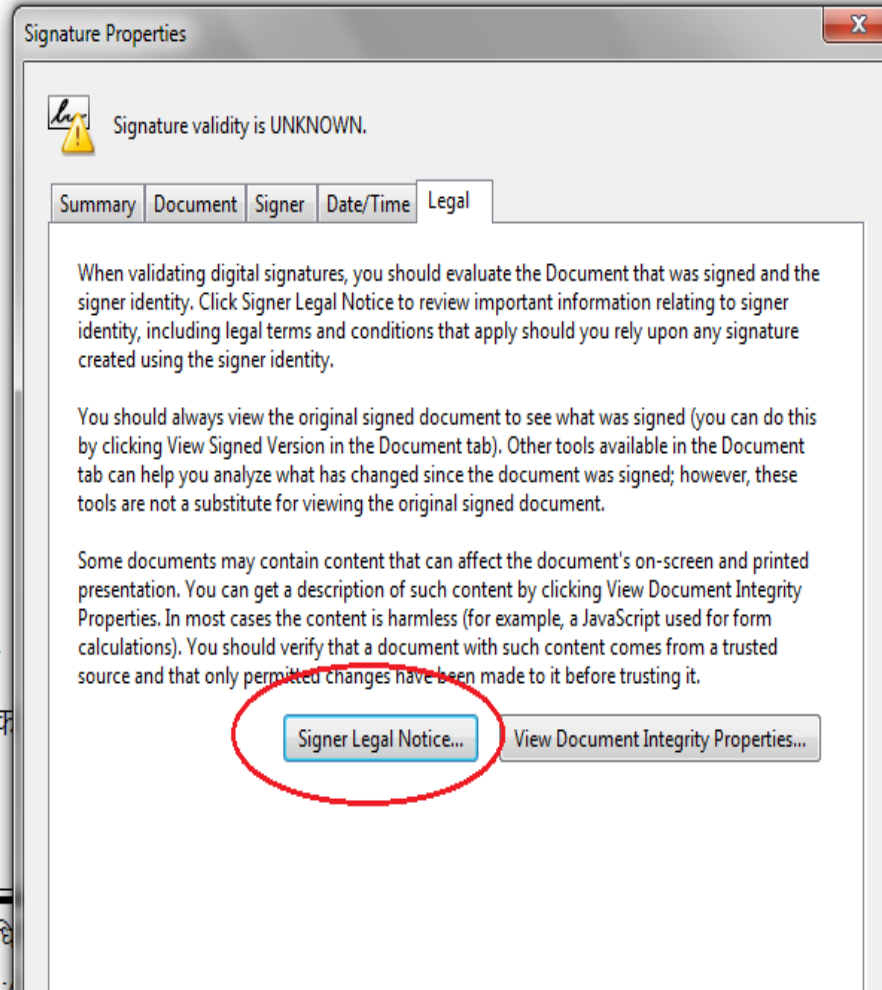 Signature Properties
Signature validity is UNKNOWN.
Summary Document Signer Date/Time Legal
When validating digital signatures, you should evaluate the Document that was signed and the
signer identity. Click Signer Legal Notice to review important information relating to signer
identity, including legal terms and conditions that apply should you rely upon any signature
created using the signer identity.
You should always view the original signed document to see what was signed (you can do this
by clicking View Signed Version in the Document tab). Other tools available in the Document
tab can help you analyze what has changed since the document was signed; however, these
tools are not a substitute for viewing the original signed document.
Some documents may contain content that can affect the document's on-screen and printed
presentation. You can get a description of such content by clicking View Document Integrity
Properties. In most cases the content is harmless (for example, a JavaScript used for form
calculations). You should verify that a document with such content comes from a trusted
source and that only permitted changes have been made to it before trusting it.
Signer Legal Notice... View Document Integrity Properties...